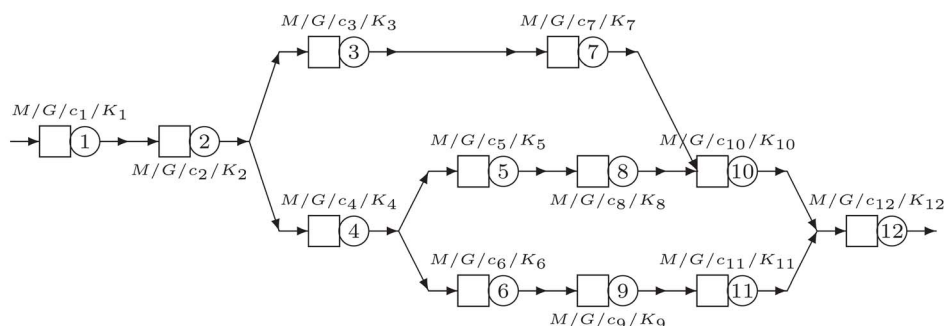 M/G/c₃/K₃
M/G/c₇/K₇
3
7
M/G/c₁/K₁
1
2
M/G/c₂/K₂
M/G/c₅/K₅
M/G/c₁₀/K₁₀
5
8
10
M/G/c₄/K₄
M/G/c₈/K₈
M/G/c₁₂/K₁₂
4
12
M/G/c₆/K₆
M/G/c₁₁/K₁₁
6
9
11
M/G/c₉/K₉